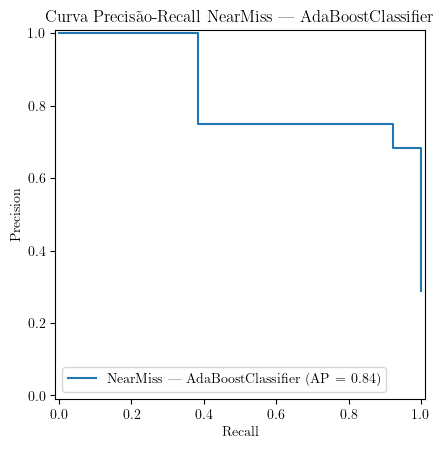 Curva Precisão-Recall NearMiss — AdaBoostClassifier
1.0
0.8
0.6
0.4
0.2
0.0
Precision
NearMiss — AdaBoostClassifier (AP = 0.84)
0.0 0.2 0.4 0.6 0.8 1.0
Recall